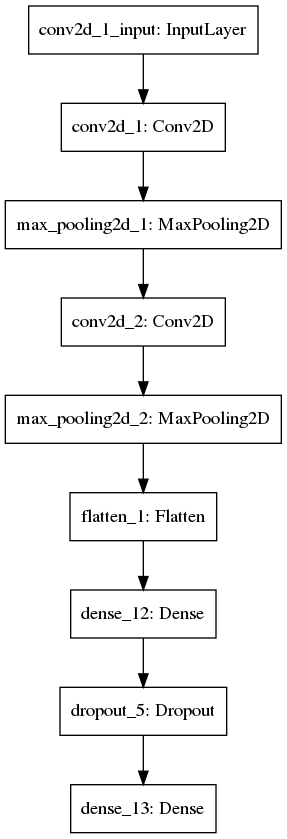 conv2d_1_input: InputLayer
conv2d_1: Conv2D
max_pooling2d_1: MaxPooling2D
conv2d_2: Conv2D
max_pooling2d_2: MaxPooling2D
flatten_1: Flatten
dense_12: Dense
dropout_5: Dropout
dense_13: Dense